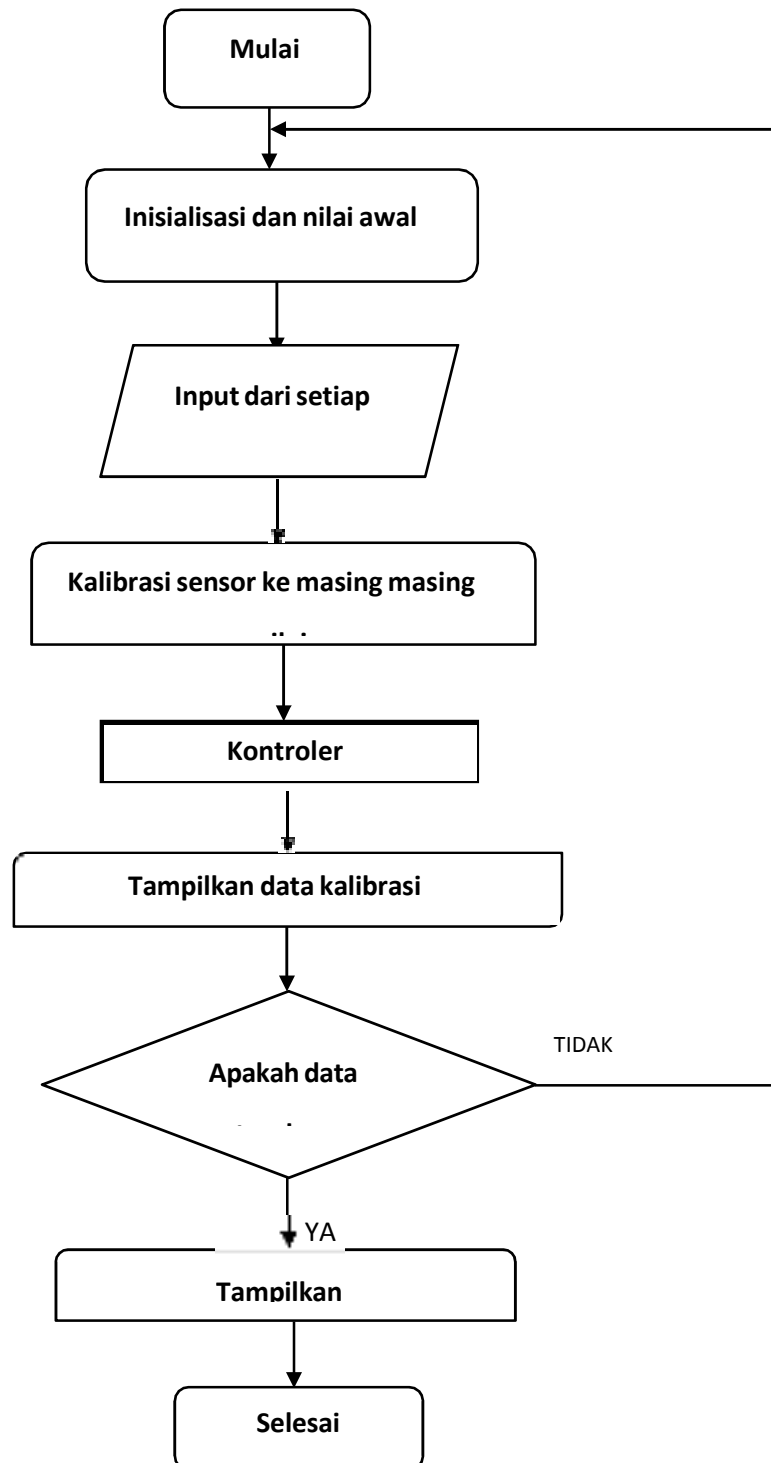 Mulai
Inisialisasi dan nilai awal
Input dari setiap
Kalibrasi sensor ke masing masing
Kontroler
Tampilkan data kalibrasi
Apakah data
TIDAK
YA
Tampilkan
Selesai